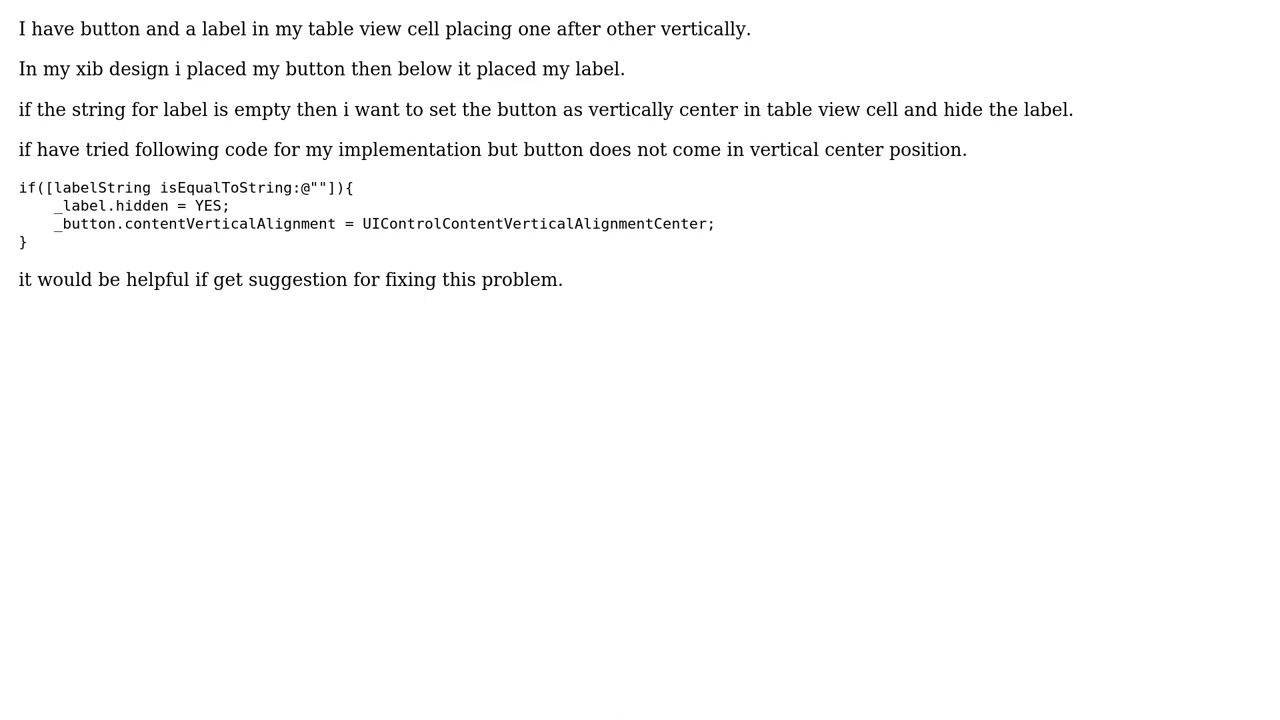 I have button and a label in my table view cell placing one after other vertically.
In my xib design i placed my button then below it placed my label.
if the string for label is empty then i want to set the button as vertically center in table view cell and hide the label.
if have tried following code for my implementation but button does not come in vertical center position.
if([labelString isEqualToString:@""]){
    _label.hidden = YES;
    _button.contentVerticalAlignment = UIControlContentVerticalAlignmentCenter;
}
it would be helpful if get suggestion for fixing this problem.